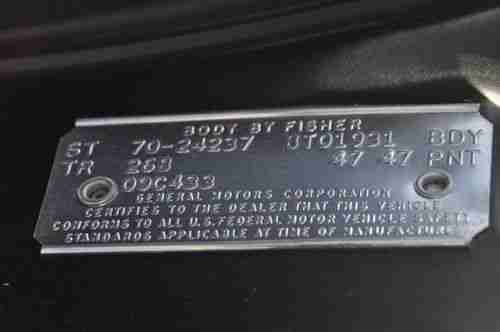 BODY BY FISHER
ST 70-24237 BDY
TR 268 47 47 PNT
09C433
GENERAL MOTORS CORPORATION
CERTIFIES TO THE DEALER THAT THIS VEHICLE
CONFORMS TO ALL U.S. FEDERAL MOTOR VEHICLE SAFETY
STANDARDS APPLICABLE AT TIME OF MANUFACTURE